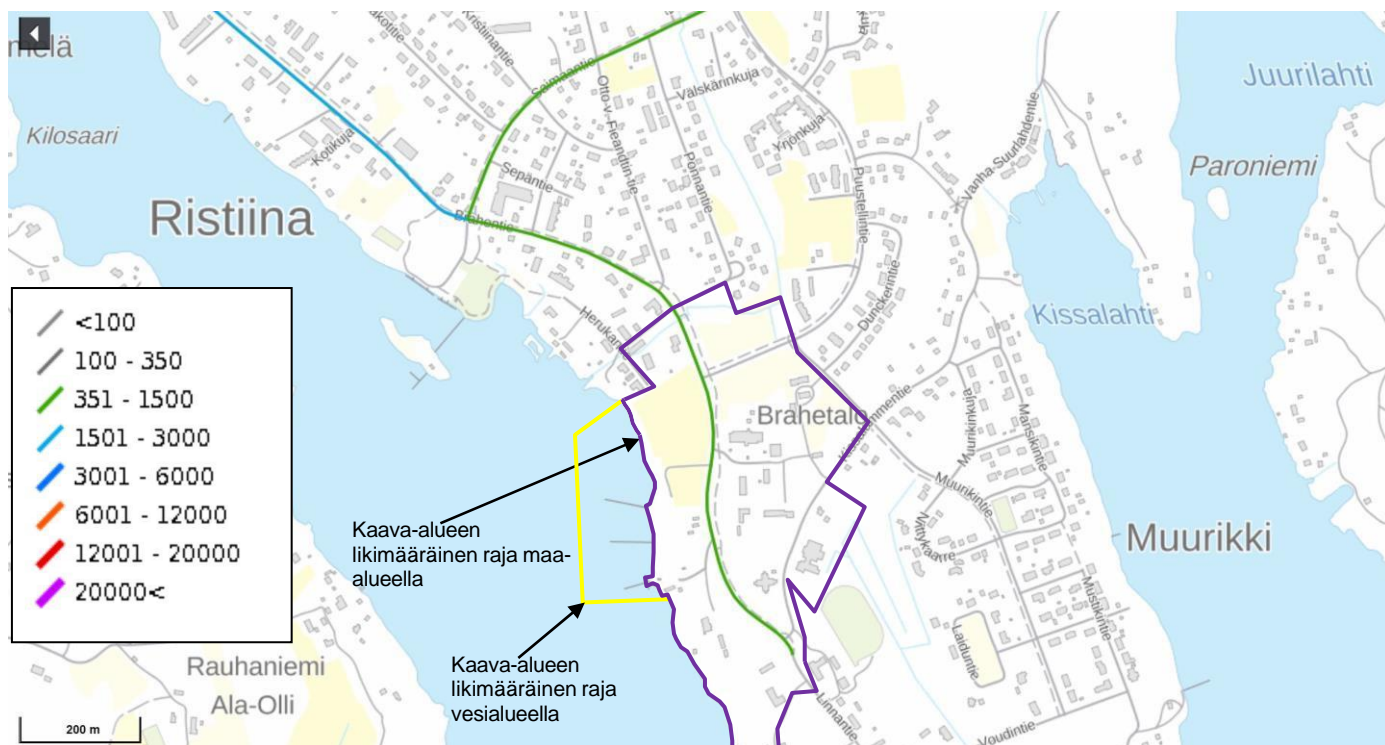 melä
Kilosaari
Ristiina
Kotikuja
Kristiinantie
Saimaantie
Sepäntie
Brahentie
Otto-v.-Fieandtin-tie
Välskärinkuja
Pönnäntie
Yrjönkuja
Puustellintie
Dunckerintie
Vanha-Suurlahdentie
Juurilahti
Paroniemi
Kissalahti
<100
100 - 350
351 - 1500
1501 - 3000
3001 - 6000
6001 - 12000
12001 - 20000
20000<
Brahetalo
Muurikinkuja
Mansikintie
Muurikintie
Niittykaarre
Muurikki
Mustikintie
Laiduntie
Kaava-alueen
likimääräinen raja maa-
alueella
Kaava-alueen
likimääräinen raja
vesialueella
Rauhaniemi
Ala-Olli
Linnantie
Voudintie
200 m